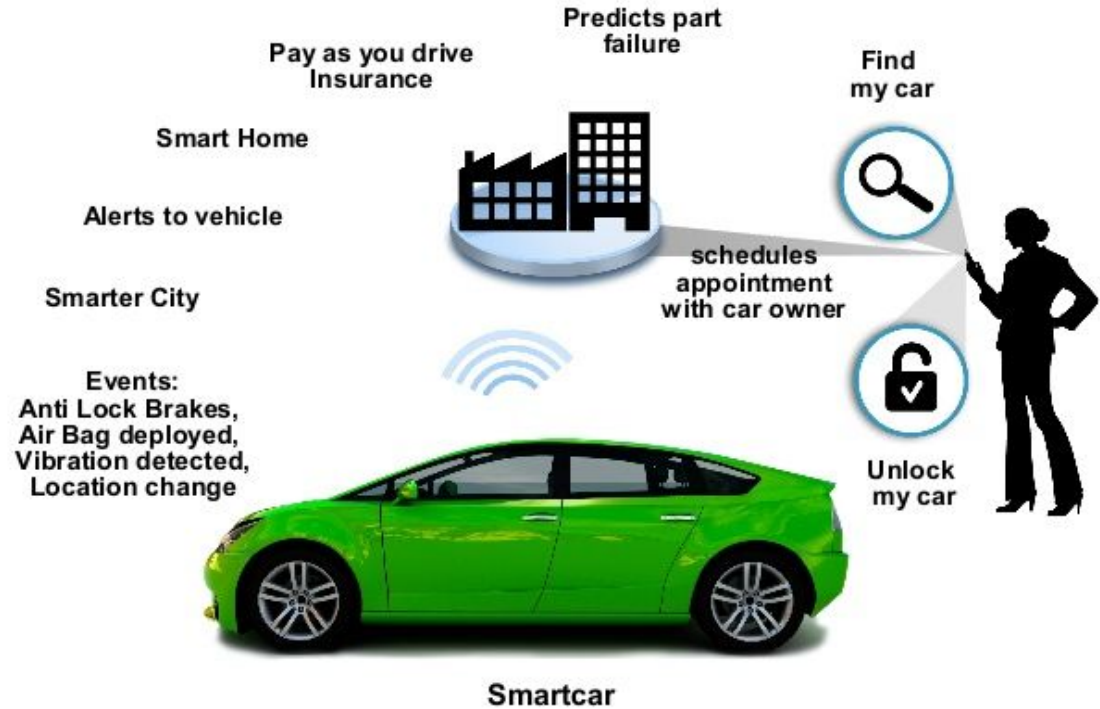 Predicts part
failure
Pay as you drive
Insurance
Find
my car
Smart Home
Alerts to vehicle
schedules
appointment
with car owner
Smarter City
Events:
Anti Lock Brakes,
Air Bag deployed,
Vibration detected,
Location change
Unlock
my car
Smartcar